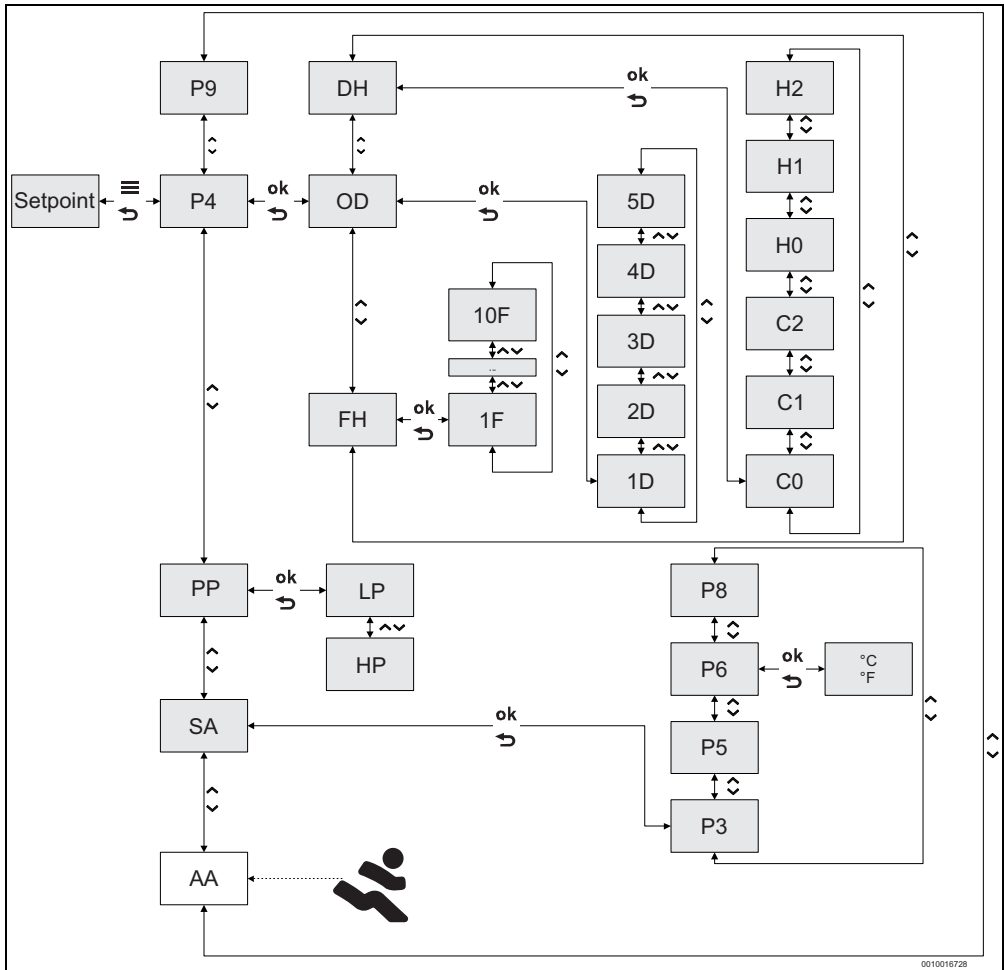 P9
DH
ok
H2
H1
Setpoint
P4
ok
OD
ok
5D
H0
4D
10F
C2
3D
...
2D
C1
FH
ok
1F
1D
C0
PP
ok
LP
P8
HP
P6
ok
°C
°F
SA
ok
P5
P3
AA
0010016728